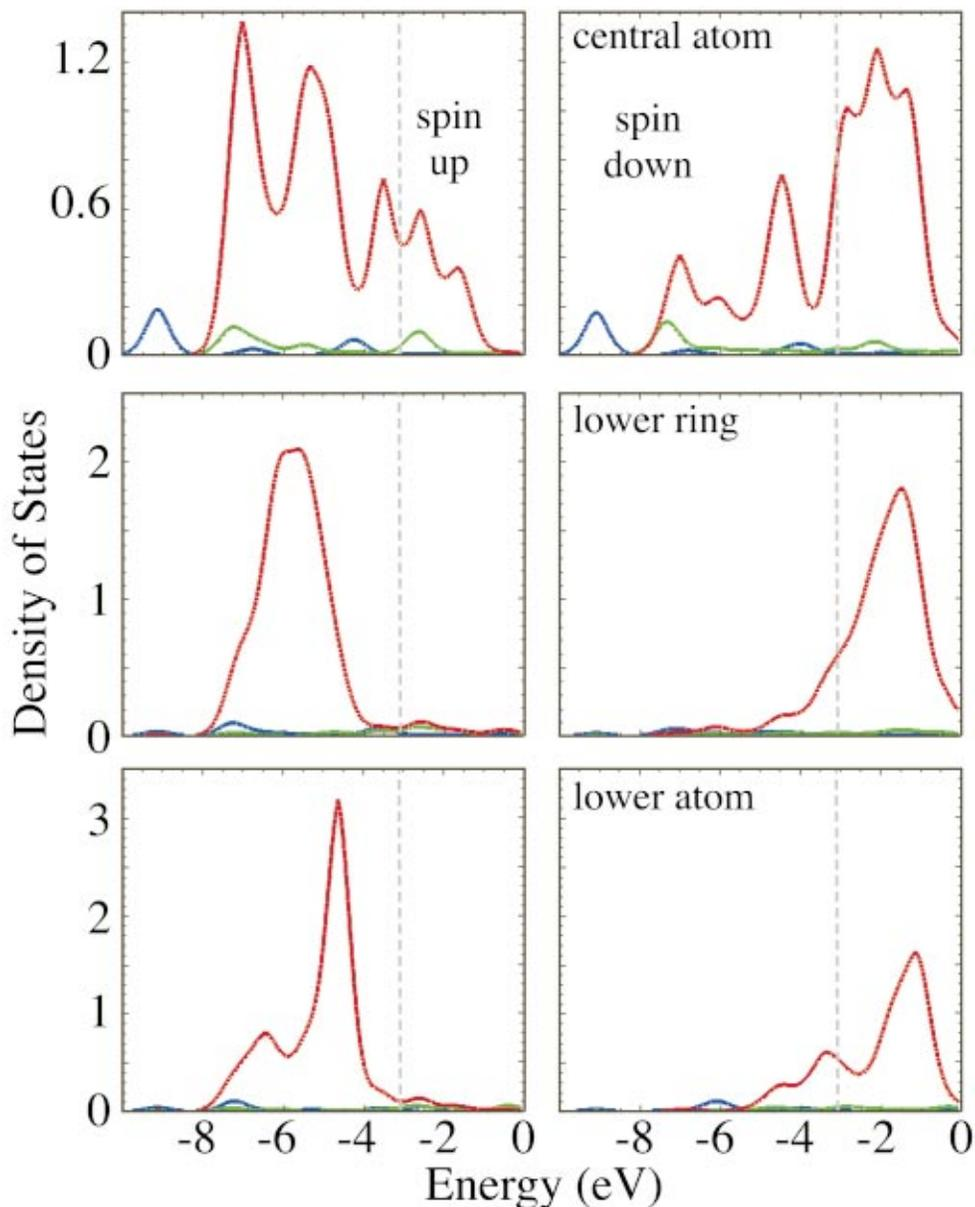 1.2
0.6
0
spin
up
central atom
spin
down
Density of States
2
1
0
lower ring
3
2
1
0
lower atom
-8 -6 -4 -2 0
-8 -6 -4 -2 0
Energy (eV)